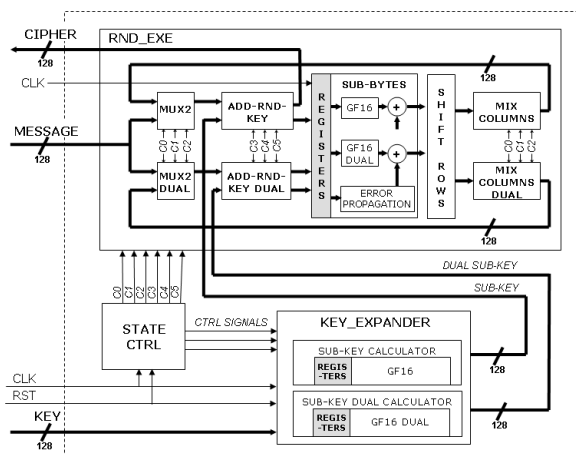 CIPHER
128
RND_EXE
CLK
MESSAGE
128
MUX2
C0
C1
C2
MUX2
DUAL
ADD-RND-
KEY
C3
C4
C5
ADD-RND-
KEY DUAL
REGISTERS
SUB-BYTES
GF16
+
GF16
DUAL
+
ERROR
PROPAGATION
SHIFT
ROWS
128
MIX
COLUMNS
C0
C1
C2
MIX
COLUMNS
DUAL
128
C0
C1
C2
C3
C4
C5
DUAL SUB-KEY
SUB-KEY
STATE
CTRL
CTRL SIGNALS
KEY_EXPANDER
SUB-KEY CALCULATOR
REGIS
-TERS
GF16
128
SUB-KEY DUAL CALCULATOR
REGIS
-TERS
GF16 DUAL
128
CLK
RST
KEY
128